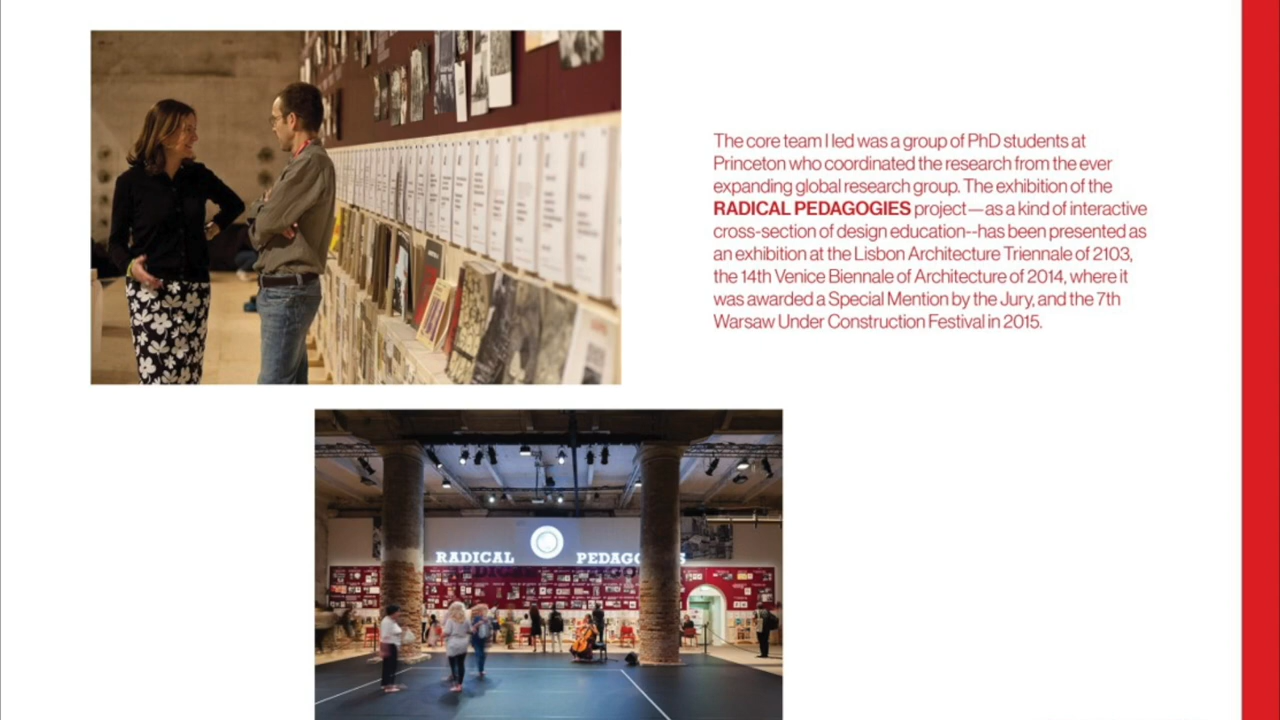 The core team I led was a group of PhD students at
Princeton who coordinated the research from the ever
expanding global research group. The exhibition of the
RADICAL PEDAGOGIES project—as a kind of interactive
cross-section of design education--has been presented as
an exhibition at the Lisbon Architecture Triennale of 2103,
the 14th Venice Biennale of Architecture of 2014, where it
was awarded a Special Mention by the Jury, and the 7th
Warsaw Under Construction Festival in 2015.
RADICAL